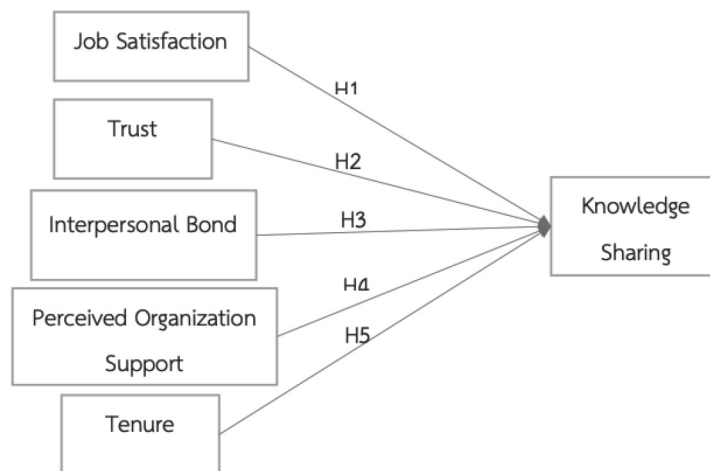 Job Satisfaction
H1
Trust
H2
Interpersonal Bond
H3
Knowledge
Sharing
H4
Perceived Organization
Support
H5
Tenure